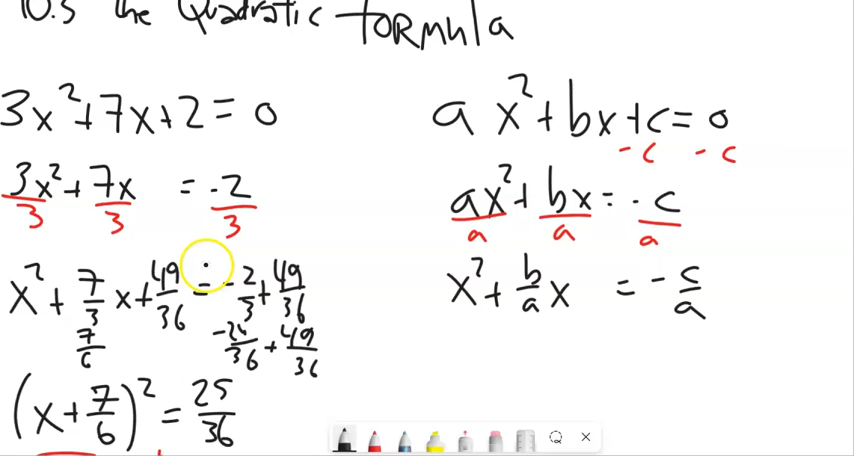 10.3 the Quadratic formula
3x² + 7x + 2 = 0
3x²/3 + 7x/3 = -2/3
x² + 7/3 x + 49/36 = -2/3 + 49/36
7/6
-24/36 + 49/36
(x + 7/6)² = 25/36
a x² + bx + c = 0
-c -c
ax²/a + bx/a = -c/a
x² + b/a x = -c/a